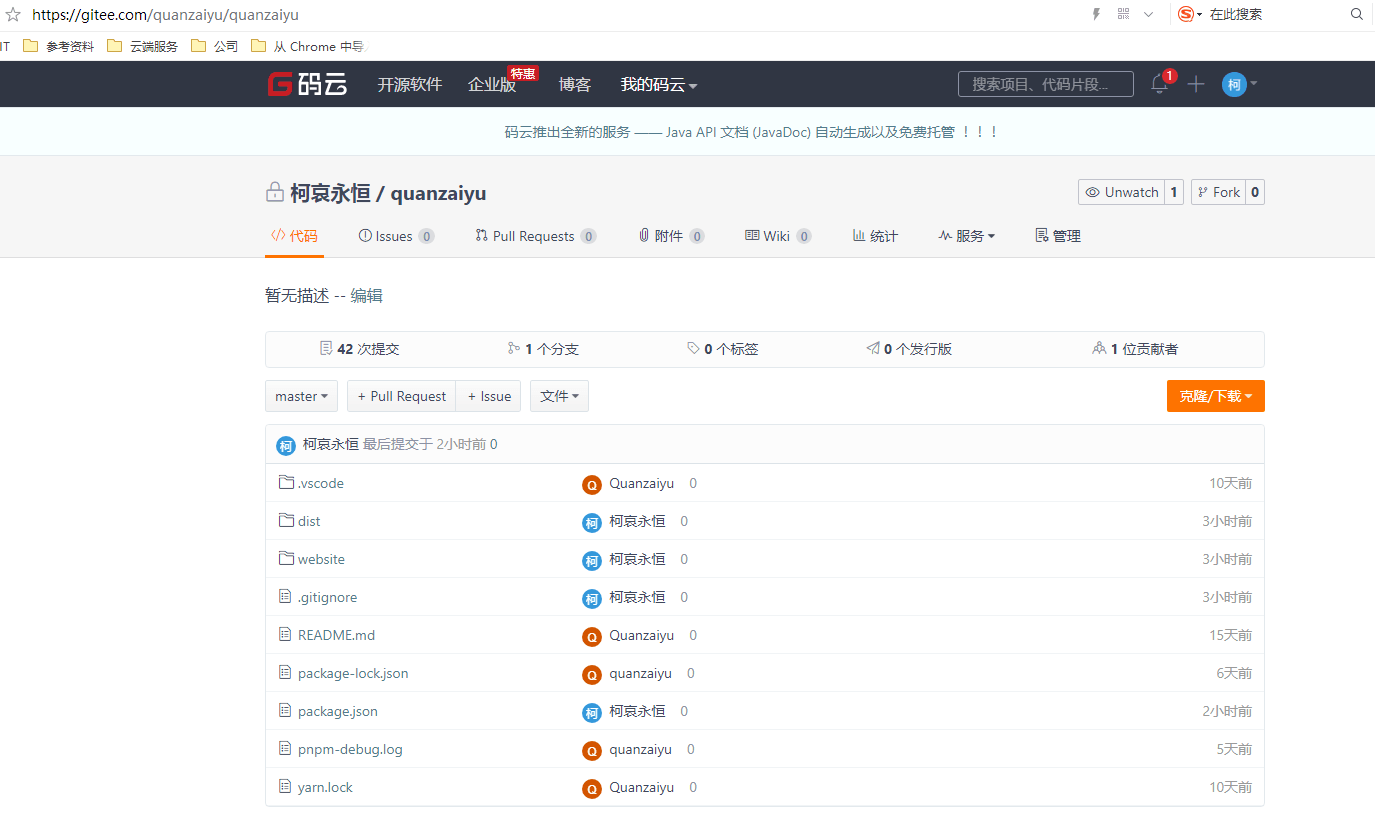 https://gitee.com/quanzaiyu/quanzaiyu 在此搜索
IT 参考资料 云端服务 公司 从 Chrome 中导
码云 开源软件 企业版 特惠 博客 我的码云 搜索项目、代码片段... 1 柯
码云推出全新的服务 —— Java API 文档 (JavaDoc) 自动生成以及免费托管 ！！！
柯哀永恒 / quanzaiyu Unwatch 1 Fork 0
代码 Issues 0 Pull Requests 0 附件 0 Wiki 0 统计 服务 管理
暂无描述 -- 编辑
42 次提交 1 个分支 0 个标签 0 个发行版 1 位贡献者
master + Pull Request + Issue 文件 克隆/下载
柯 柯哀永恒 最后提交于 2小时前 0
.vscode Q Quanzaiyu 0 10天前
dist 柯 柯哀永恒 0 3小时前
website 柯 柯哀永恒 0 3小时前
.gitignore 柯 柯哀永恒 0 3小时前
README.md Q Quanzaiyu 0 15天前
package-lock.json Q quanzaiyu 0 6天前
package.json 柯 柯哀永恒 0 2小时前
pnpm-debug.log Q quanzaiyu 0 5天前
yarn.lock Q Quanzaiyu 0 10天前